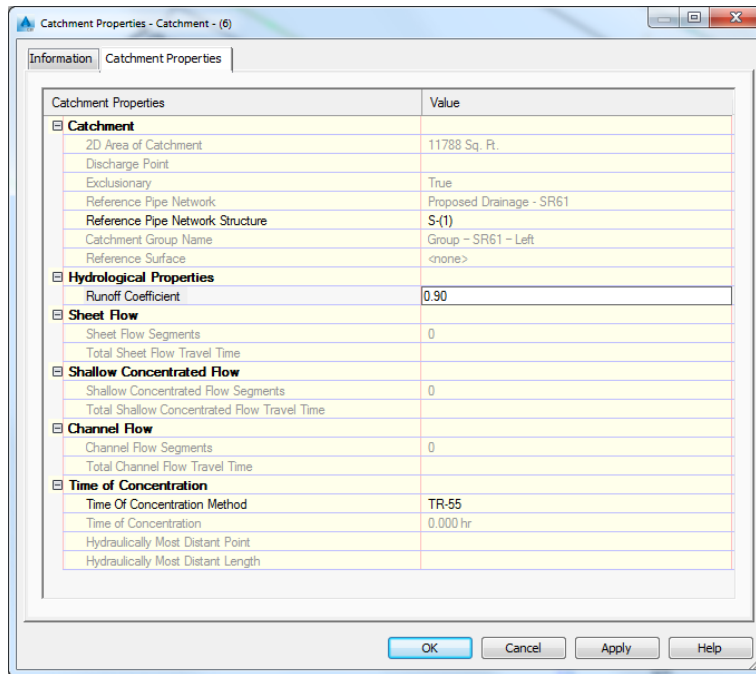 Catchment Properties - Catchment - (6)
Information Catchment Properties
Catchment Properties Value
Catchment
2D Area of Catchment 11788 Sq. Ft.
Discharge Point
Exclusionary True
Reference Pipe Network Proposed Drainage - SR61
Reference Pipe Network Structure S-(1)
Catchment Group Name Group - SR61 - Left
Reference Surface <none>
Hydrological Properties
Runoff Coefficient 0.90
Sheet Flow
Sheet Flow Segments 0
Total Sheet Flow Travel Time
Shallow Concentrated Flow
Shallow Concentrated Flow Segments 0
Total Shallow Concentrated Flow Travel Time
Channel Flow
Channel Flow Segments 0
Total Channel Flow Travel Time
Time of Concentration
Time Of Concentration Method TR-55
Time of Concentration 0.000 hr
Hydraulically Most Distant Point
Hydraulically Most Distant Length
OK Cancel Apply Help